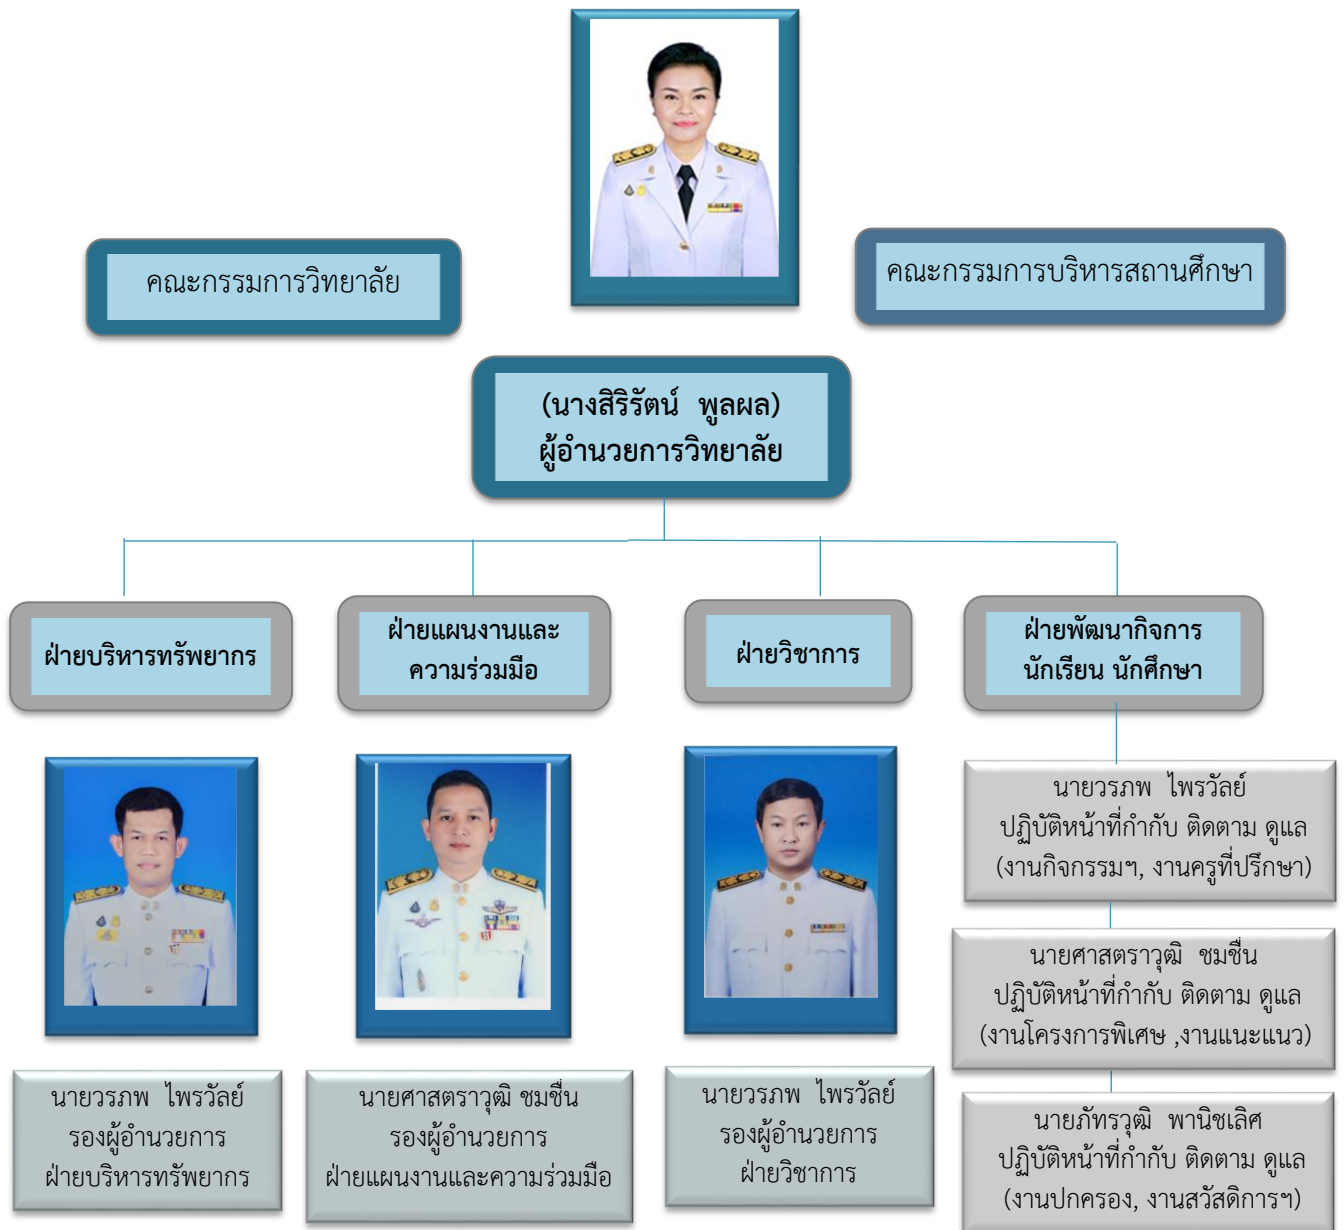 คณะกรรมการวิทยาลัย
คณะกรรมการบริหารสถานศึกษา
(นางสิริรัตน์ พูลผล)
ผู้อำนวยการวิทยาลัย
ฝ่ายบริหารทรัพยากร
ฝ่ายแผนงานและ
ความร่วมมือ
ฝ่ายวิชาการ
ฝ่ายพัฒนากิจการ
นักเรียน นักศึกษา
นายวรภพ ไพรวัลย์
รองผู้อำนวยการ
ฝ่ายบริหารทรัพยากร
นายศาสตราวุฒิ ชมชื่น
รองผู้อำนวยการ
ฝ่ายแผนงานและความร่วมมือ
นายวรภพ ไพรวัลย์
รองผู้อำนวยการ
ฝ่ายวิชาการ
นายวรภพ ไพรวัลย์
ปฏิบัติหน้าที่กำกับ ติดตาม ดูแล
(งานกิจกรรมฯ, งานครูที่ปรึกษา)
นายศาสตราวุฒิ ชมชื่น
ปฏิบัติหน้าที่กำกับ ติดตาม ดูแล
(งานโครงการพิเศษ ,งานแนะแนว)
นายภัทรวุฒิ พานิชเลิศ
ปฏิบัติหน้าที่กำกับ ติดตาม ดูแล
(งานปกครอง, งานสวัสดิการฯ)